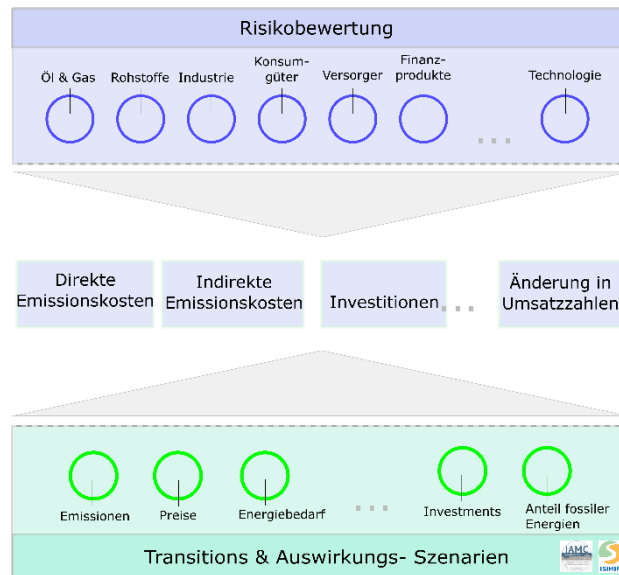 Risikobewertung
Öl & Gas
Rohstoffe
Industrie
Konsum-
güter
Versorger
Finanz-
produkte
...
Technologie
Direkte
Emissionskosten
Indirekte
Emissionskosten
Investitionen
...
Änderung in
Umsatzzahlen
Emissionen
Preise
Energiebedarf
...
Investments
Anteil fossiler
Energien
Transitions & Auswirkungs- Szenarien
IAMC
ISIMIP